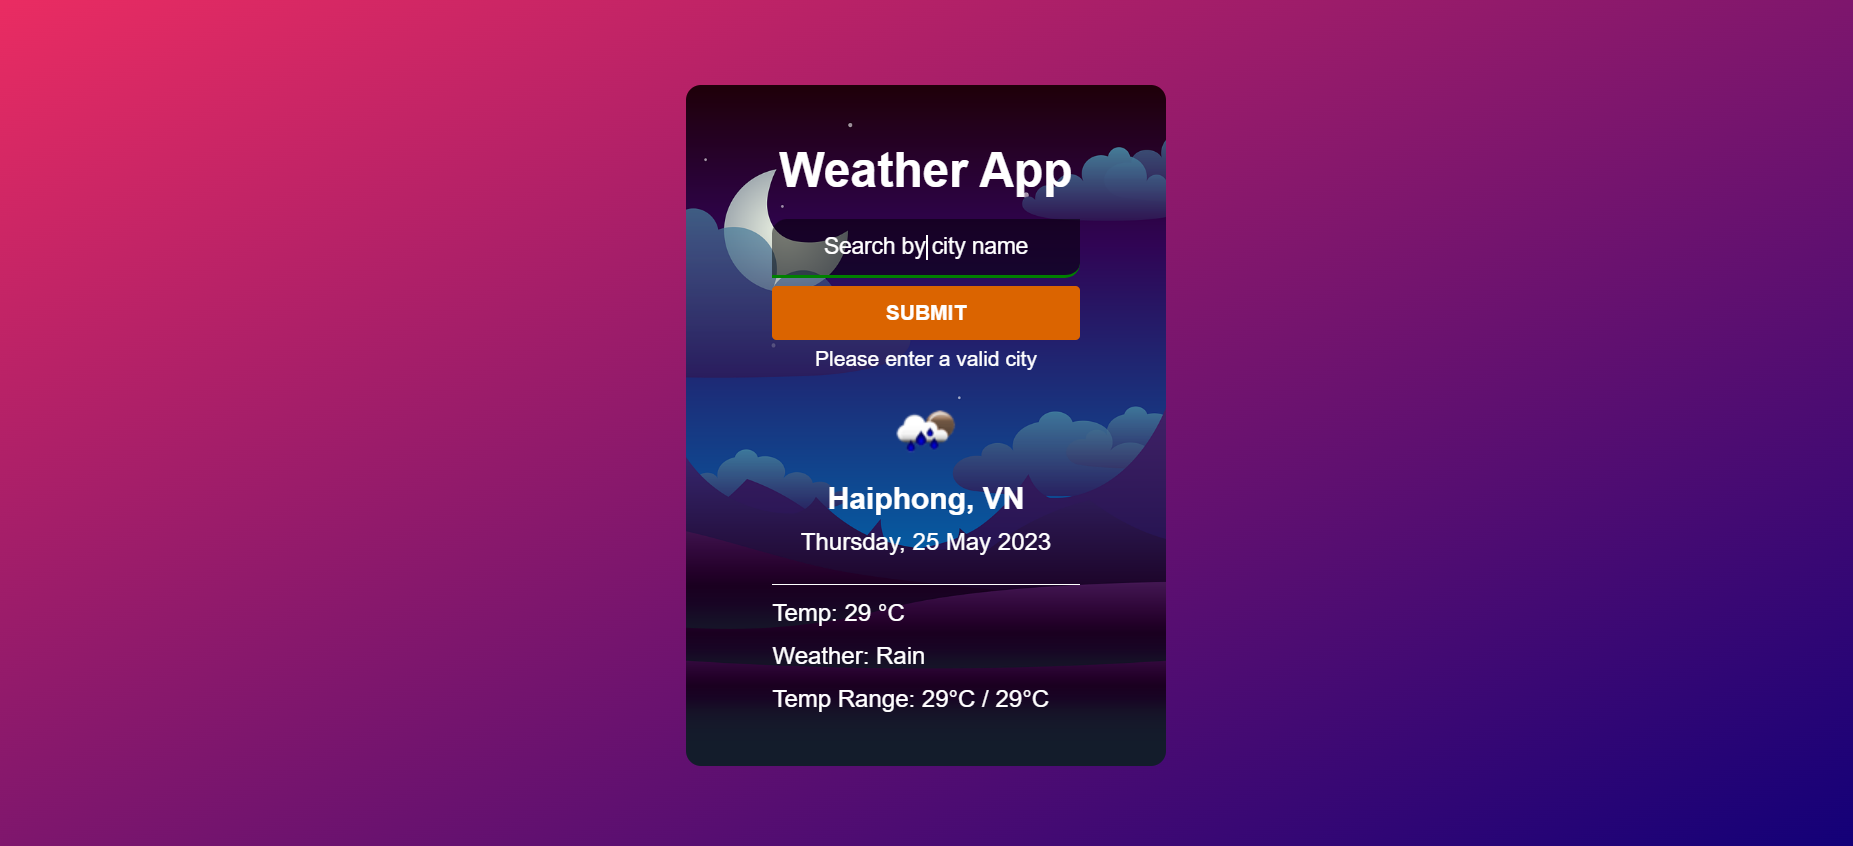 Weather App
Search by city name
SUBMIT
Please enter a valid city
Haiphong, VN
Thursday, 25 May 2023
Temp: 29 °C
Weather: Rain
Temp Range: 29°C / 29°C